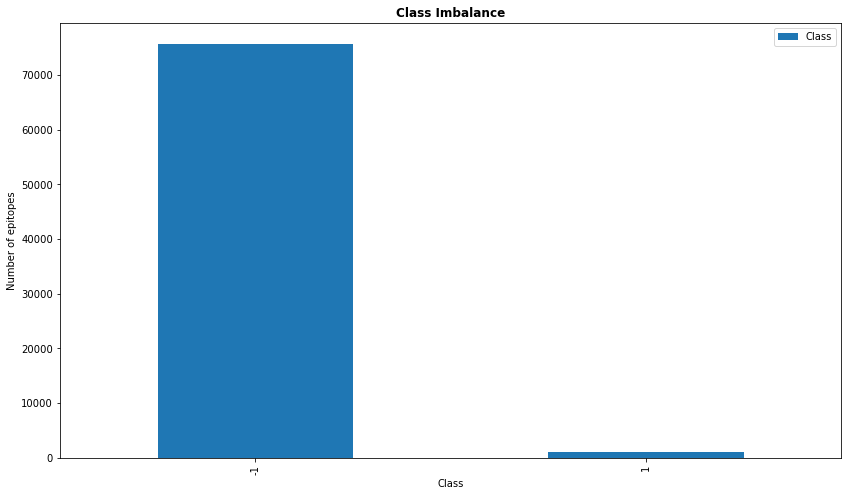 Class Imbalance
Class
70000
60000
50000
40000
30000
20000
10000
0
Number of epitopes
-1
1
Class